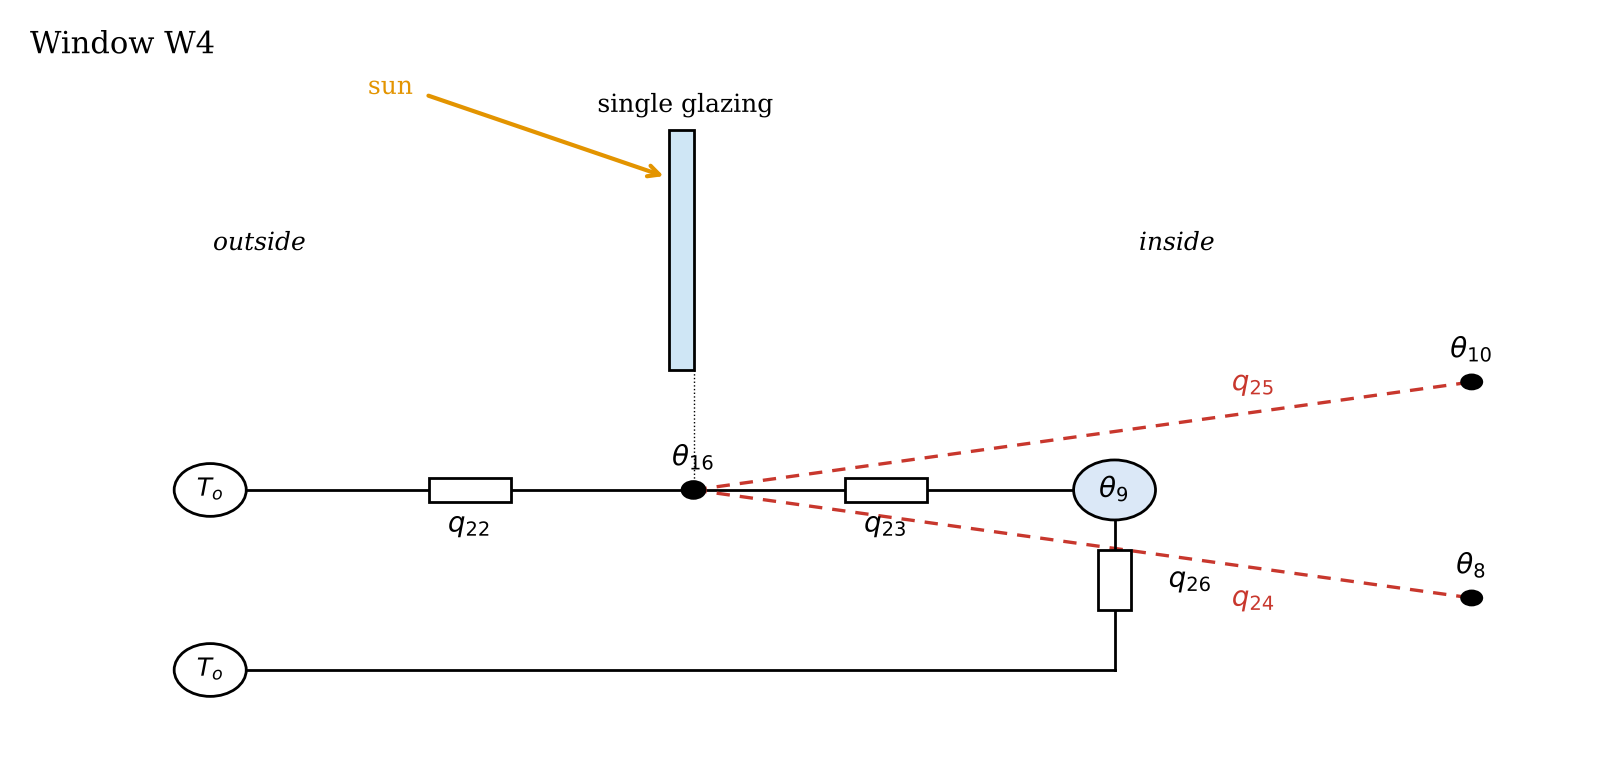 Window W4
sun
single glazing
outside
inside
θ10
q25
θ16
To
θ9
q22
q23
θ8
q26
q24
To